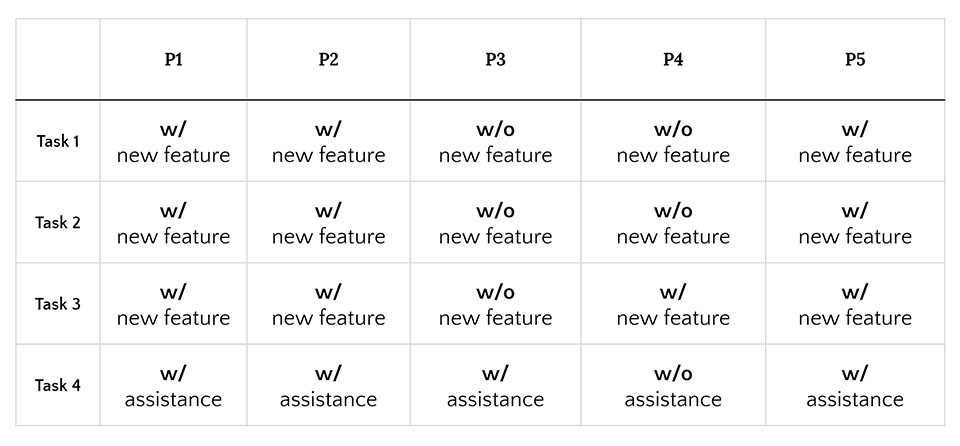 P1 P2 P3 P4 P5
Task 1
w/ w/ w/o w/o w/
new feature new feature new feature new feature new feature
Task 2
w/ w/ w/o w/o w/
new feature new feature new feature new feature new feature
Task 3
w/ w/ w/o w/ w/
new feature new feature new feature new feature new feature
Task 4
w/ w/ w/ w/o w/
assistance assistance assistance assistance assistance